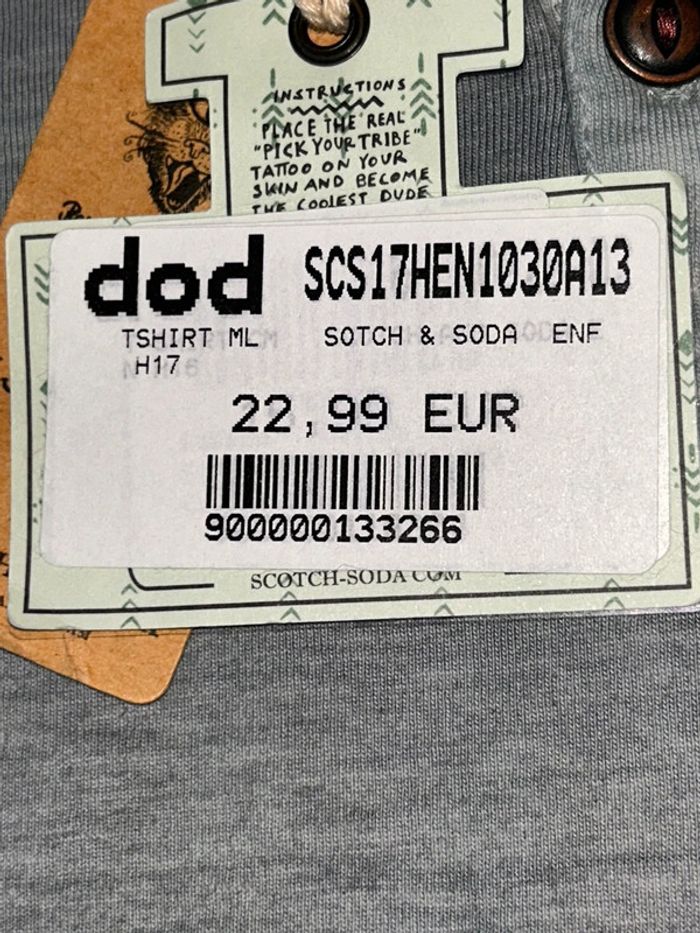 INSTRUCTIONS
PLACE THE REAL
"PICK YOUR TRIBE"
TATTOO ON YOUR
SKIN AND BECOME
THE COOLEST DUDE
dod SCS17HEN1030A13
TSHIRT ML SOTCH & SODA ENF
H17
22,99 EUR
900000133266
SCOTCH-SODA COM